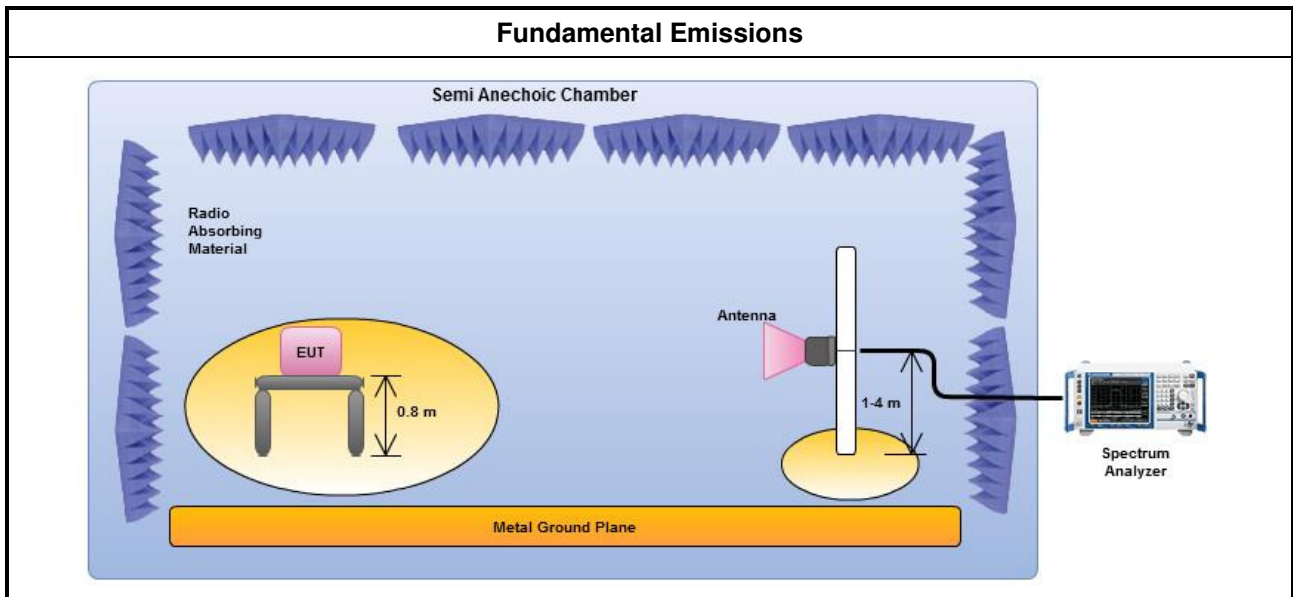 Fundamental Emissions
Semi Anechoic Chamber
Radio
Absorbing
Material
Antenna
EUT
0.8 m
1-4 m
Spectrum
Analyzer
Metal Ground Plane